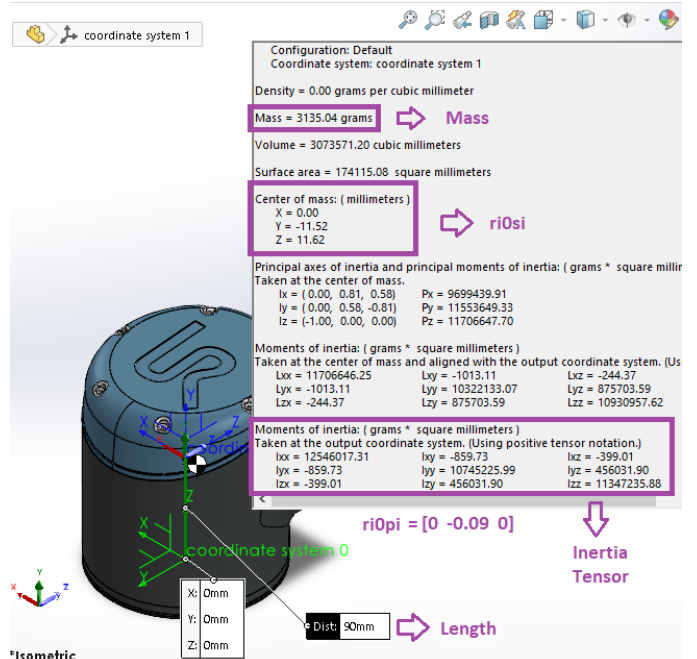 coordinate system 1
Configuration: Default
Coordinate system: coordinate system 1
Density = 0.00 grams per cubic millimeter
Mass = 3135.04 grams
Mass
Volume = 3073571.20 cubic millimeters
Surface area = 174115.08 square millimeters
Center of mass: ( millimeters )
X = 0.00
Y = -11.52
Z = 11.62
ri0si
Principal axes of inertia and principal moments of inertia: ( grams * square millin
Taken at the center of mass.
Ix = ( 0.00, 0.81, 0.58) Px = 9699439.91
Iy = ( 0.00, 0.58, -0.81) Py = 11553649.33
Iz = (-1.00, 0.00, 0.00) Pz = 11706647.70
Moments of inertia: ( grams * square millimeters )
Taken at the center of mass and aligned with the output coordinate system. (Us
Lxx = 11706646.25 Lxy = -1013.11 Lxz = -244.37
Lyx = -1013.11 Lyy = 10322133.07 Lyz = 875703.59
Lzx = -244.37 Lzy = 875703.59 Lzz = 10930957.62
Moments of inertia: ( grams * square millimeters )
Taken at the output coordinate system. (Using positive tensor notation.)
Ixx = 12546017.31 Ixy = -859.73 Ixz = -399.01
Iyx = -859.73 Iyy = 10745225.99 Iyz = 456031.90
Izx = -399.01 Izy = 456031.90 Izz = 11347235.88
ri0pi = [0 -0.09 0]
Inertia
Tensor
Y
X
Z
Z
X
coordinate system 0
Y
X: 0mm
Y: 0mm
Z: 0mm
Dist: 90mm
Length
Y
X
Z
*Isometric